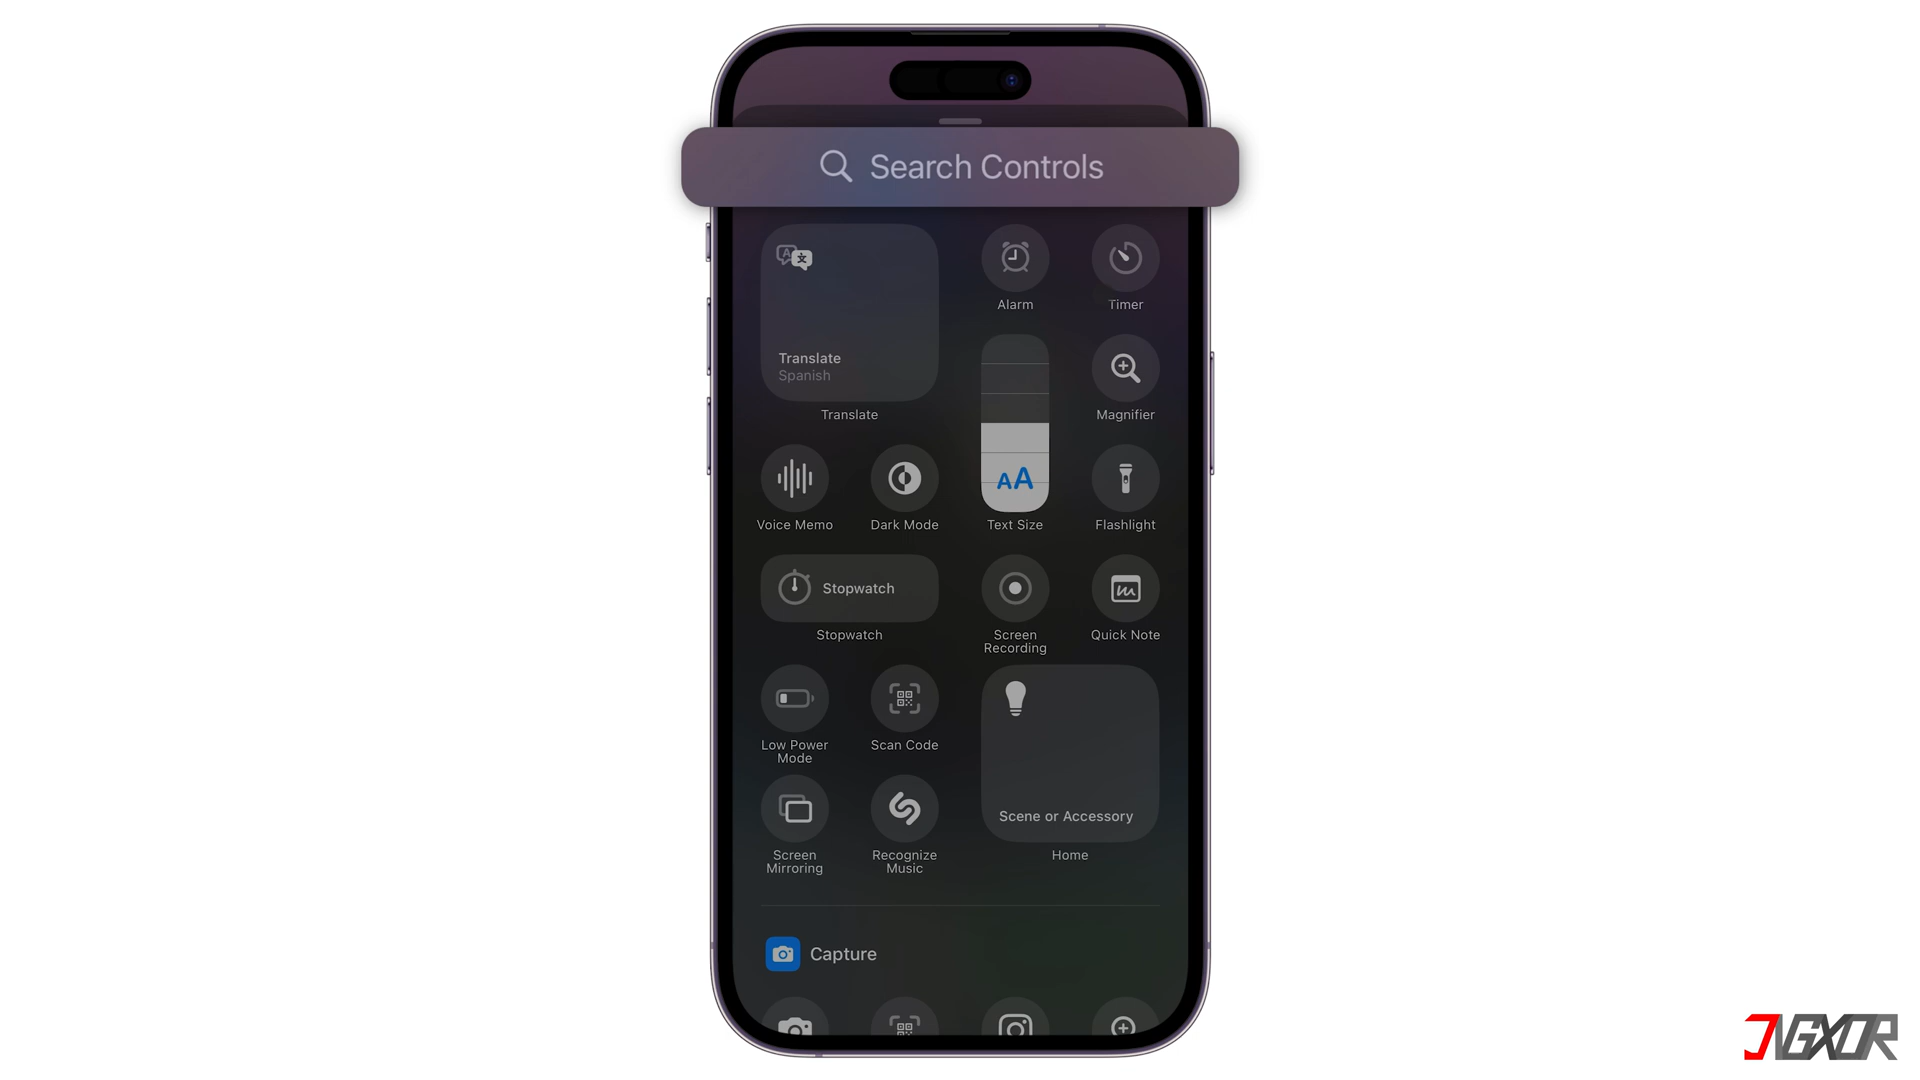 Search Controls
Alarm
Timer
Translate
Spanish
Translate
Magnifier
AA
Voice Memo
Dark Mode
Text Size
Flashlight
Stopwatch
Stopwatch
Screen
Recording
Quick Note
Low Power
Mode
Scan Code
Scene or Accessory
Screen
Mirroring
Recognize
Music
Home
Capture
JVGXOR